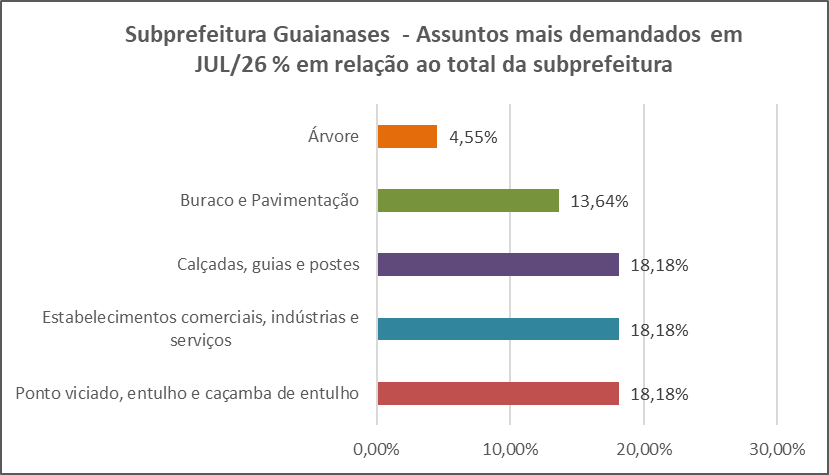 Subprefeitura Guaianases - Assuntos mais demandados em
JUL/26 % em relação ao total da subprefeitura
Árvore
4,55%
Buraco e Pavimentação
13,64%
Calçadas, guias e postes
18,18%
Estabelecimentos comerciais, indústrias e
serviços
18,18%
Ponto viciado, entulho e caçamba de entulho
18,18%
0,00% 10,00% 20,00% 30,00%